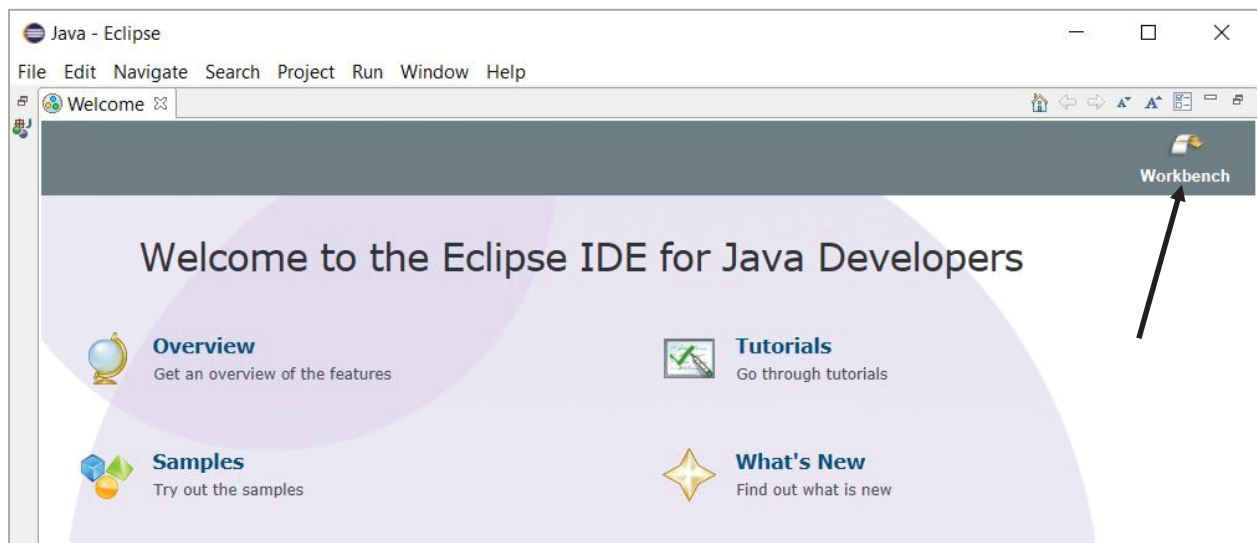 Java - Eclipse
File Edit Navigate Search Project Run Window Help
Welcome
Workbench
Welcome to the Eclipse IDE for Java Developers
Overview
Get an overview of the features
Tutorials
Go through tutorials
Samples
Try out the samples
What's New
Find out what is new